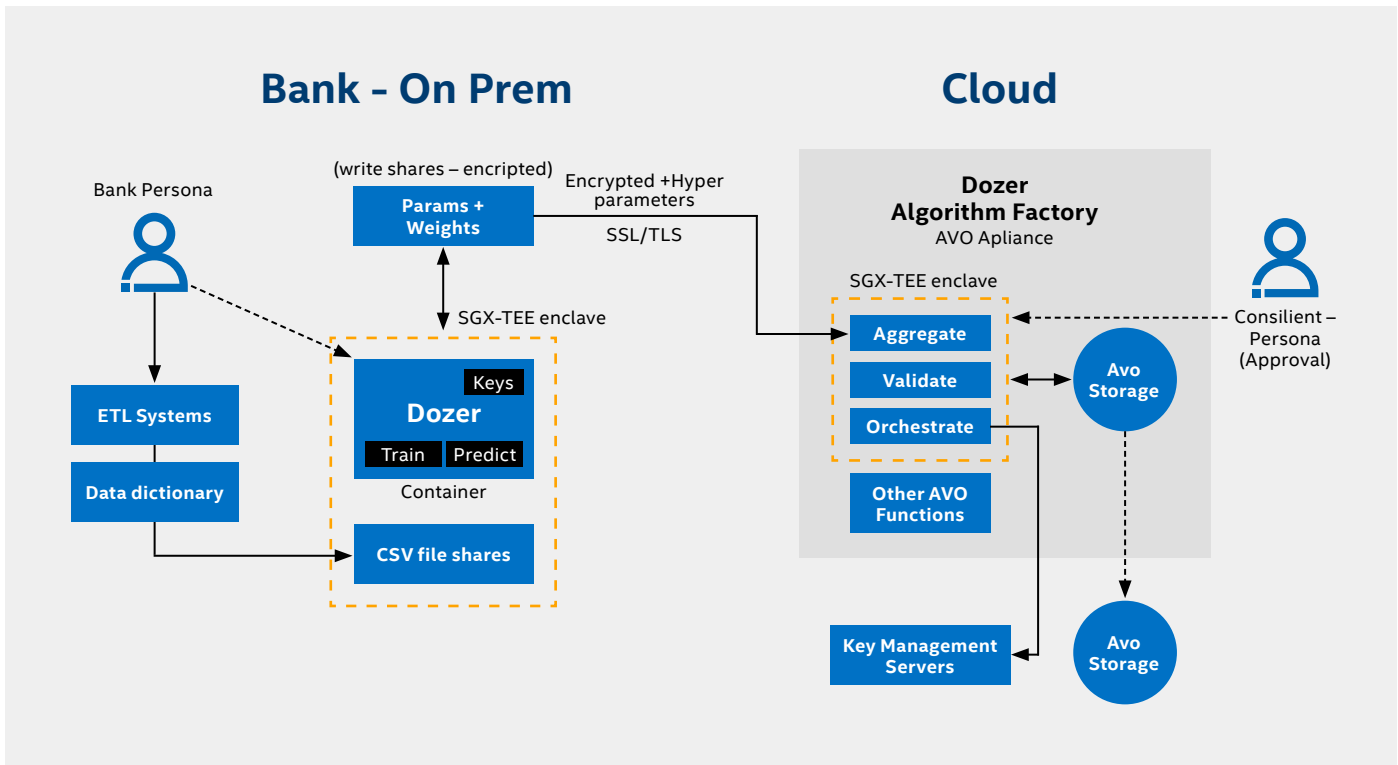 Bank - On Prem
Cloud
Bank Persona
(write shares – encripted)
Params +
Weights
Encrypted +Hyper
parameters
SSL/TLS
SGX-TEE enclave
Keys
Dozer
Train
Predict
Container
CSV file shares
ETL Systems
Data dictionary
Dozer
Algorithm Factory
AVO Apliance
SGX-TEE enclave
Aggregate
Validate
Orchestrate
Other AVO
Functions
Avo
Storage
Consilient –
Persona
(Approval)
Key Management
Servers
Avo
Storage